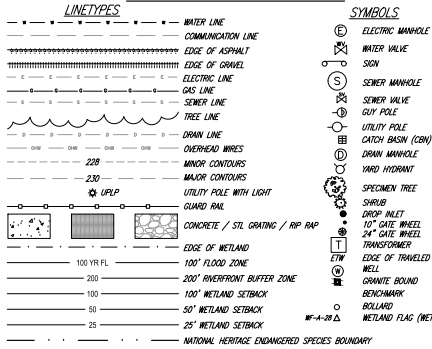 LINETYPES
W W W W W WATER LINE
COMMUNICATION LINE
EDGE OF ASPHALT
EDGE OF GRAVEL
E E E E E E ELECTRIC LINE
G G G G GAS LINE
S S S S S S SEWER LINE
TREE LINE
D D D D D D DRAIN LINE
OHW OHW OHW OHW OVERHEAD WIRES
228 MINOR CONTOURS
230 MAJOR CONTOURS
UPLP UTILITY POLE WITH LIGHT
GUARD RAIL
CONCRETE / STL GRATING / RIP RAP
EDGE OF WETLAND
100 YR FL 100' FLOOD ZONE
200 200' RIVERFRONT BUFFER ZONE
100 100' WETLAND SETBACK
50 50' WETLAND SETBACK
25 25' WETLAND SETBACK
NATIONAL HERITAGE ENDANGERED SPECIES BOUNDARY
SYMBOLS
E ELECTRIC MANHOLE
WV WATER VALVE
SIGN
S SEWER MANHOLE
SV SEWER VALVE
GUY POLE
UTILITY POLE
CATCH BASIN (CBN)
D DRAIN MANHOLE
YARD HYDRANT
SPECIMEN TREE
SHRUB
DROP INLET
10" GATE WHEEL
24" GATE WHEEL
T TRANSFORMER
ETW EDGE OF TRAVELED
W WELL
GRANITE BOUND
BENCHMARK
BOLLARD
WF-A-28 WETLAND FLAG (WET